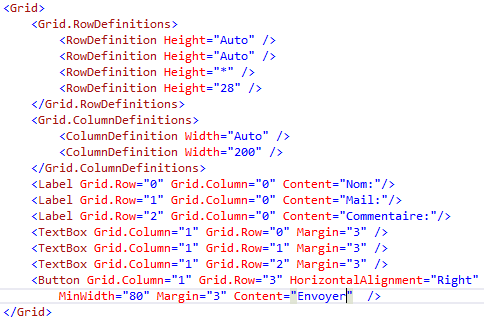 <Grid>
    <Grid.RowDefinitions>
        <RowDefinition Height="Auto" />
        <RowDefinition Height="Auto" />
        <RowDefinition Height="*" />
        <RowDefinition Height="28" />
    </Grid.RowDefinitions>
    <Grid.ColumnDefinitions>
        <ColumnDefinition Width="Auto" />
        <ColumnDefinition Width="200" />
    </Grid.ColumnDefinitions>
    <Label Grid.Row="0" Grid.Column="0" Content="Nom:"/>
    <Label Grid.Row="1" Grid.Column="0" Content="Mail:"/>
    <Label Grid.Row="2" Grid.Column="0" Content="Commentaire:"/>
    <TextBox Grid.Column="1" Grid.Row="0" Margin="3" />
    <TextBox Grid.Column="1" Grid.Row="1" Margin="3" />
    <TextBox Grid.Column="1" Grid.Row="2" Margin="3" />
    <Button Grid.Column="1" Grid.Row="3" HorizontalAlignment="Right"
        MinWidth="80" Margin="3" Content="Envoyer"  />
</Grid>